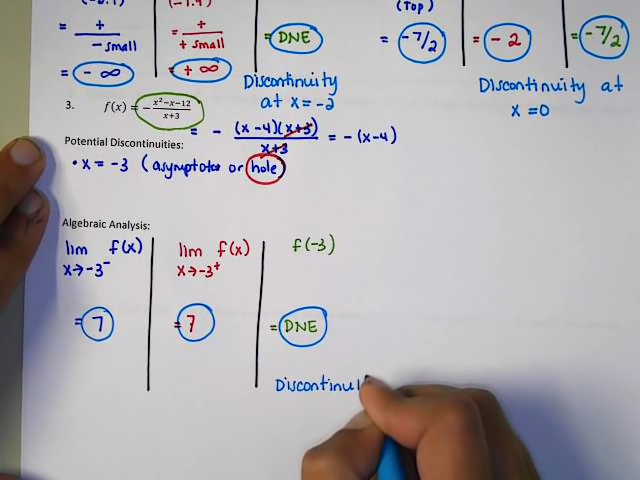 (-1.9)
(Top)
= + / - small
= + / + small
= DNE
= -7/2
= -2
= -7/2
= - ∞
= + ∞
Discontinuity
at x = -2
Discontinuity at
x = 0
3. f(x) = - x²-x-12 / x+3
= - (x-4)(x+3) / x+3 = -(x-4)
Potential Discontinuities:
• x = -3 (asymptote or hole)
Algebraic Analysis:
lim f(x)
x→-3⁻
lim f(x)
x→-3⁺
f(-3)
= 7
= 7
= DNE